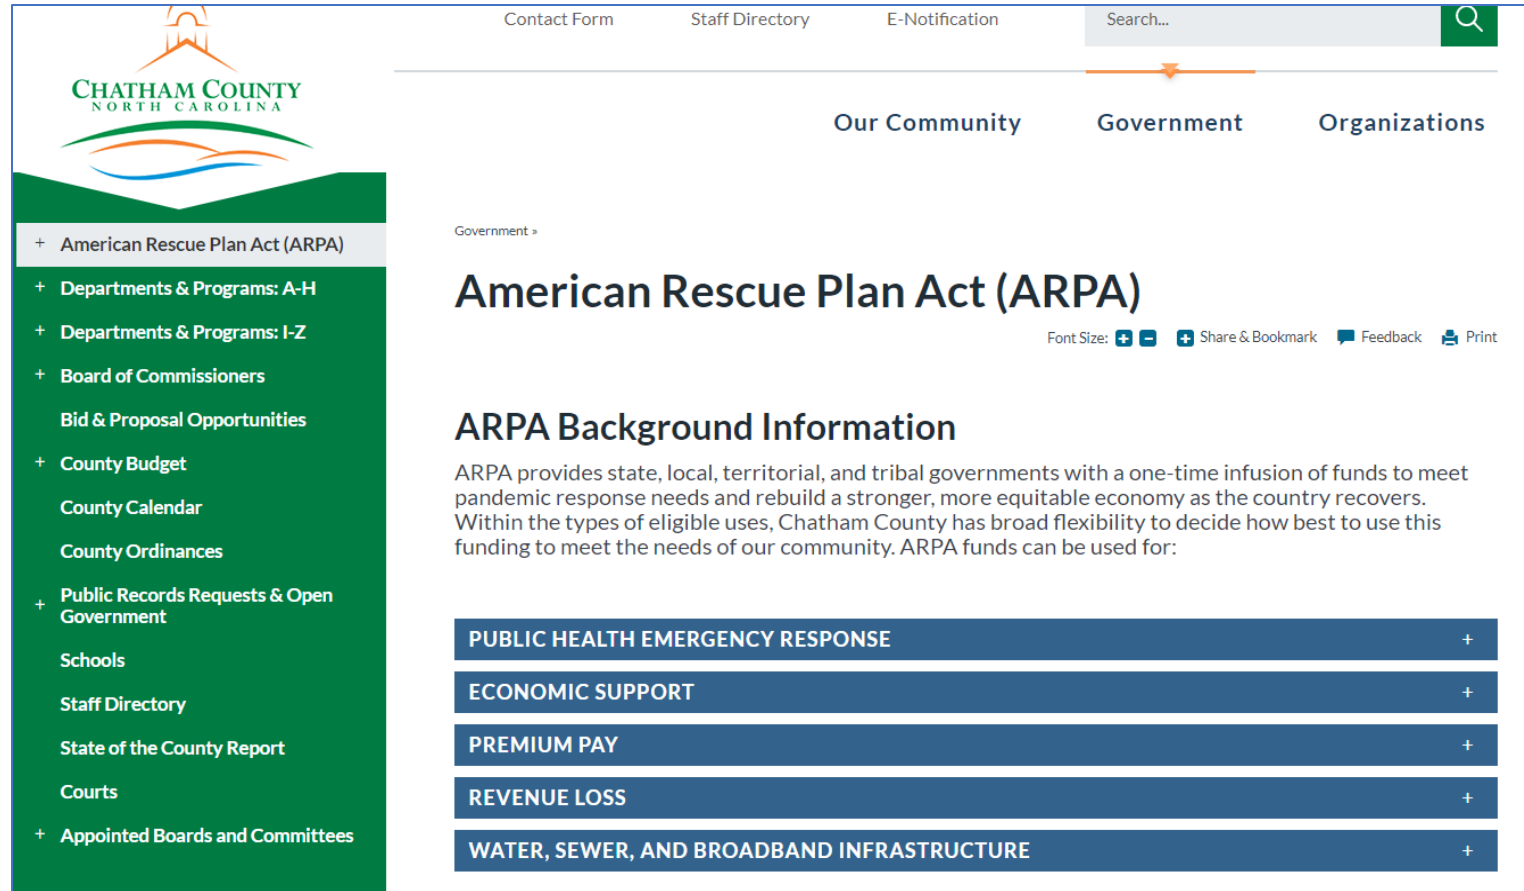 Contact Form
Staff Directory
E-Notification
Search...
CHATHAM COUNTY
NORTH CAROLINA
Our Community
Government
Organizations
+ American Rescue Plan Act (ARPA)
+ Departments & Programs: A-H
+ Departments & Programs: I-Z
+ Board of Commissioners
Bid & Proposal Opportunities
+ County Budget
County Calendar
County Ordinances
+ Public Records Requests & Open
Government
Schools
Staff Directory
State of the County Report
Courts
+ Appointed Boards and Committees
Government »
American Rescue Plan Act (ARPA)
Font Size: + - + Share & Bookmark Feedback Print
ARPA Background Information
ARPA provides state, local, territorial, and tribal governments with a one-time infusion of funds to meet
pandemic response needs and rebuild a stronger, more equitable economy as the country recovers.
Within the types of eligible uses, Chatham County has broad flexibility to decide how best to use this
funding to meet the needs of our community. ARPA funds can be used for:
PUBLIC HEALTH EMERGENCY RESPONSE +
ECONOMIC SUPPORT +
PREMIUM PAY +
REVENUE LOSS +
WATER, SEWER, AND BROADBAND INFRASTRUCTURE +